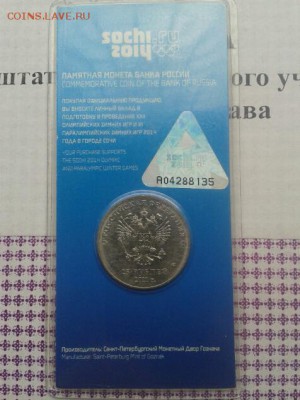 COINS.LAVE.RU
sochi
2014
ПАМЯТНАЯ МОНЕТА БАНКА РОССИИ
COMMEMORATIVE COIN OF THE BANK OF RUSSIA
ПОКУПАЯ ОФИЦИАЛЬНУЮ ПРОДУКЦИЮ
ВЫ ВНОСИТЕ ЛИЧНЫЙ ВКЛАД В
ПОДГОТОВКУ И ПРОВЕДЕНИЕ XXII
ОЛИМПИЙСКИХ ЗИМНИХ ИГР И XI
ПАРАЛИМПИЙСКИХ ЗИМНИХ ИГР 2014
ГОДА В ГОРОДЕ СОЧИ
YOUR PURCHASE SUPPORTS
THE SOCHI 2014 OLYMPIC
AND PARALYMPIC WINTER GAMES
sochi
A04288135
25 РУБЛЕЙ
Производитель: Санкт-Петербургский Монетный Двор Гознака
Manufacturer: Saint-Petersburg Mint of Goznak